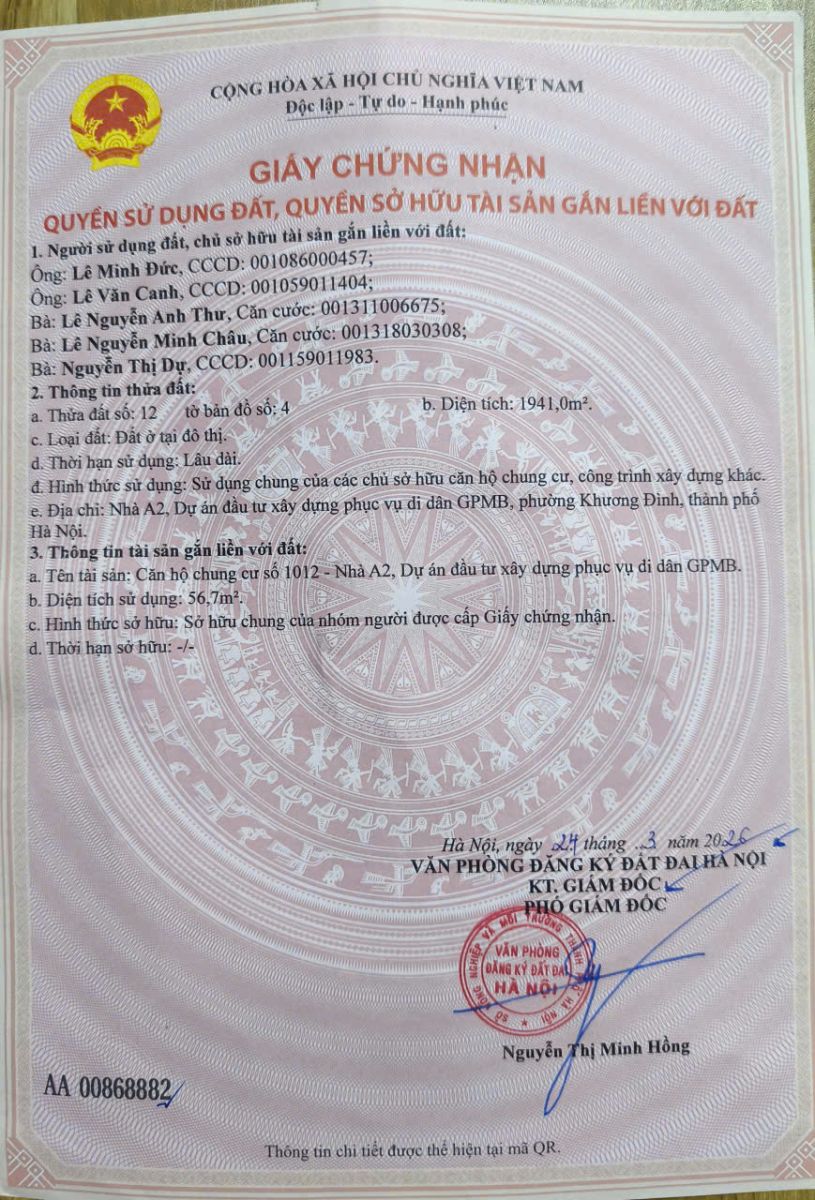 CỘNG HÒA XÃ HỘI CHỦ NGHĨA VIỆT NAM
Độc lập - Tự do - Hạnh phúc
GIẤY CHỨNG NHẬN
QUYỀN SỬ DỤNG ĐẤT, QUYỀN SỞ HỮU TÀI SẢN GẮN LIỀN VỚI ĐẤT
1. Người sử dụng đất, chủ sở hữu tài sản gắn liền với đất:
Ông: Lê Minh Đức, CCCD: 001086000457;
Ông: Lê Văn Canh, CCCD: 001059011404;
Bà: Lê Nguyễn Anh Thư, Căn cước: 001311006675;
Bà: Lê Nguyễn Minh Châu, Căn cước: 001318030308;
Bà: Nguyễn Thị Dự, CCCD: 001159011983.
2. Thông tin thửa đất:
a. Thửa đất số: 12 tờ bản đồ số: 4 b. Diện tích: 1941,0m².
c. Loại đất: Đất ở tại đô thị.
d. Thời hạn sử dụng: Lâu dài.
đ. Hình thức sử dụng: Sử dụng chung của các chủ sở hữu căn hộ chung cư, công trình xây dựng khác.
e. Địa chỉ: Nhà A2, Dự án đầu tư xây dựng phục vụ di dân GPMB, phường Khương Đình, thành phố
Hà Nội.
3. Thông tin tài sản gắn liền với đất:
a. Tên tài sản: Căn hộ chung cư số 1012 - Nhà A2, Dự án đầu tư xây dựng phục vụ di dân GPMB.
b. Diện tích sử dụng: 56,7m².
c. Hình thức sở hữu: Sở hữu chung của nhóm người được cấp Giấy chứng nhận.
d. Thời hạn sở hữu: -/-
Hà Nội, ngày 24 tháng 3 năm 2026
VĂN PHÒNG ĐĂNG KÝ ĐẤT ĐAI HÀ NỘI
KT. GIÁM ĐỐC
PHÓ GIÁM ĐỐC
SỞ NÔNG NGHIỆP VÀ MÔI TRƯỜNG THÀNH PHỐ HÀ NỘI
VĂN PHÒNG
ĐĂNG KÝ ĐẤT ĐAI
HÀ NỘI
Nguyễn Thị Minh Hồng
AA 00868882
Thông tin chi tiết được thể hiện tại mã QR.